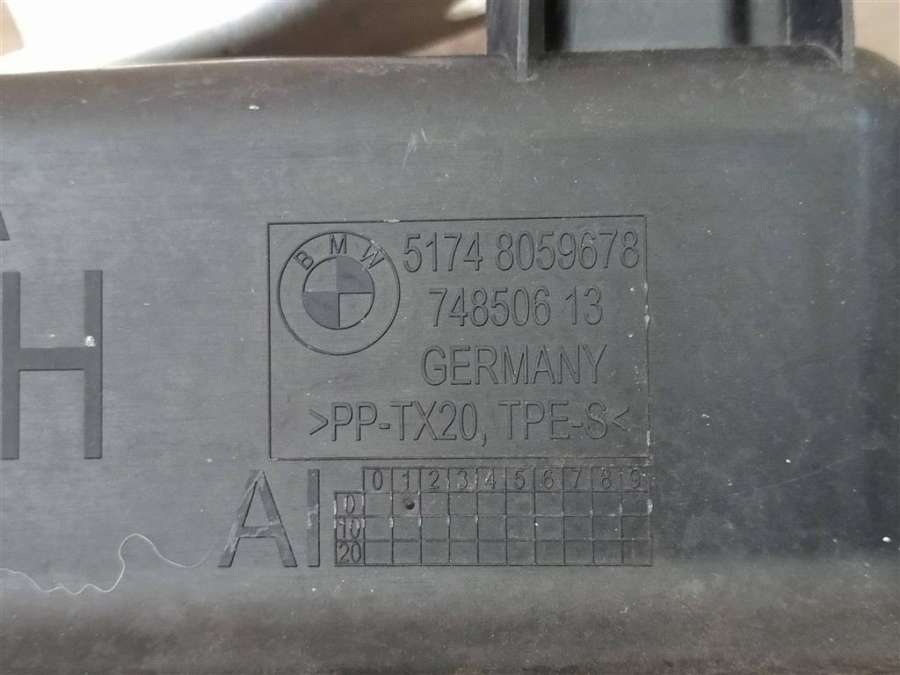 BMW
5174 8059678
748506 13
GERMANY
>PP-TX20, TPE-S<
H
AI
0 1 2 3 4 5 6 7 8 9
0
10
20